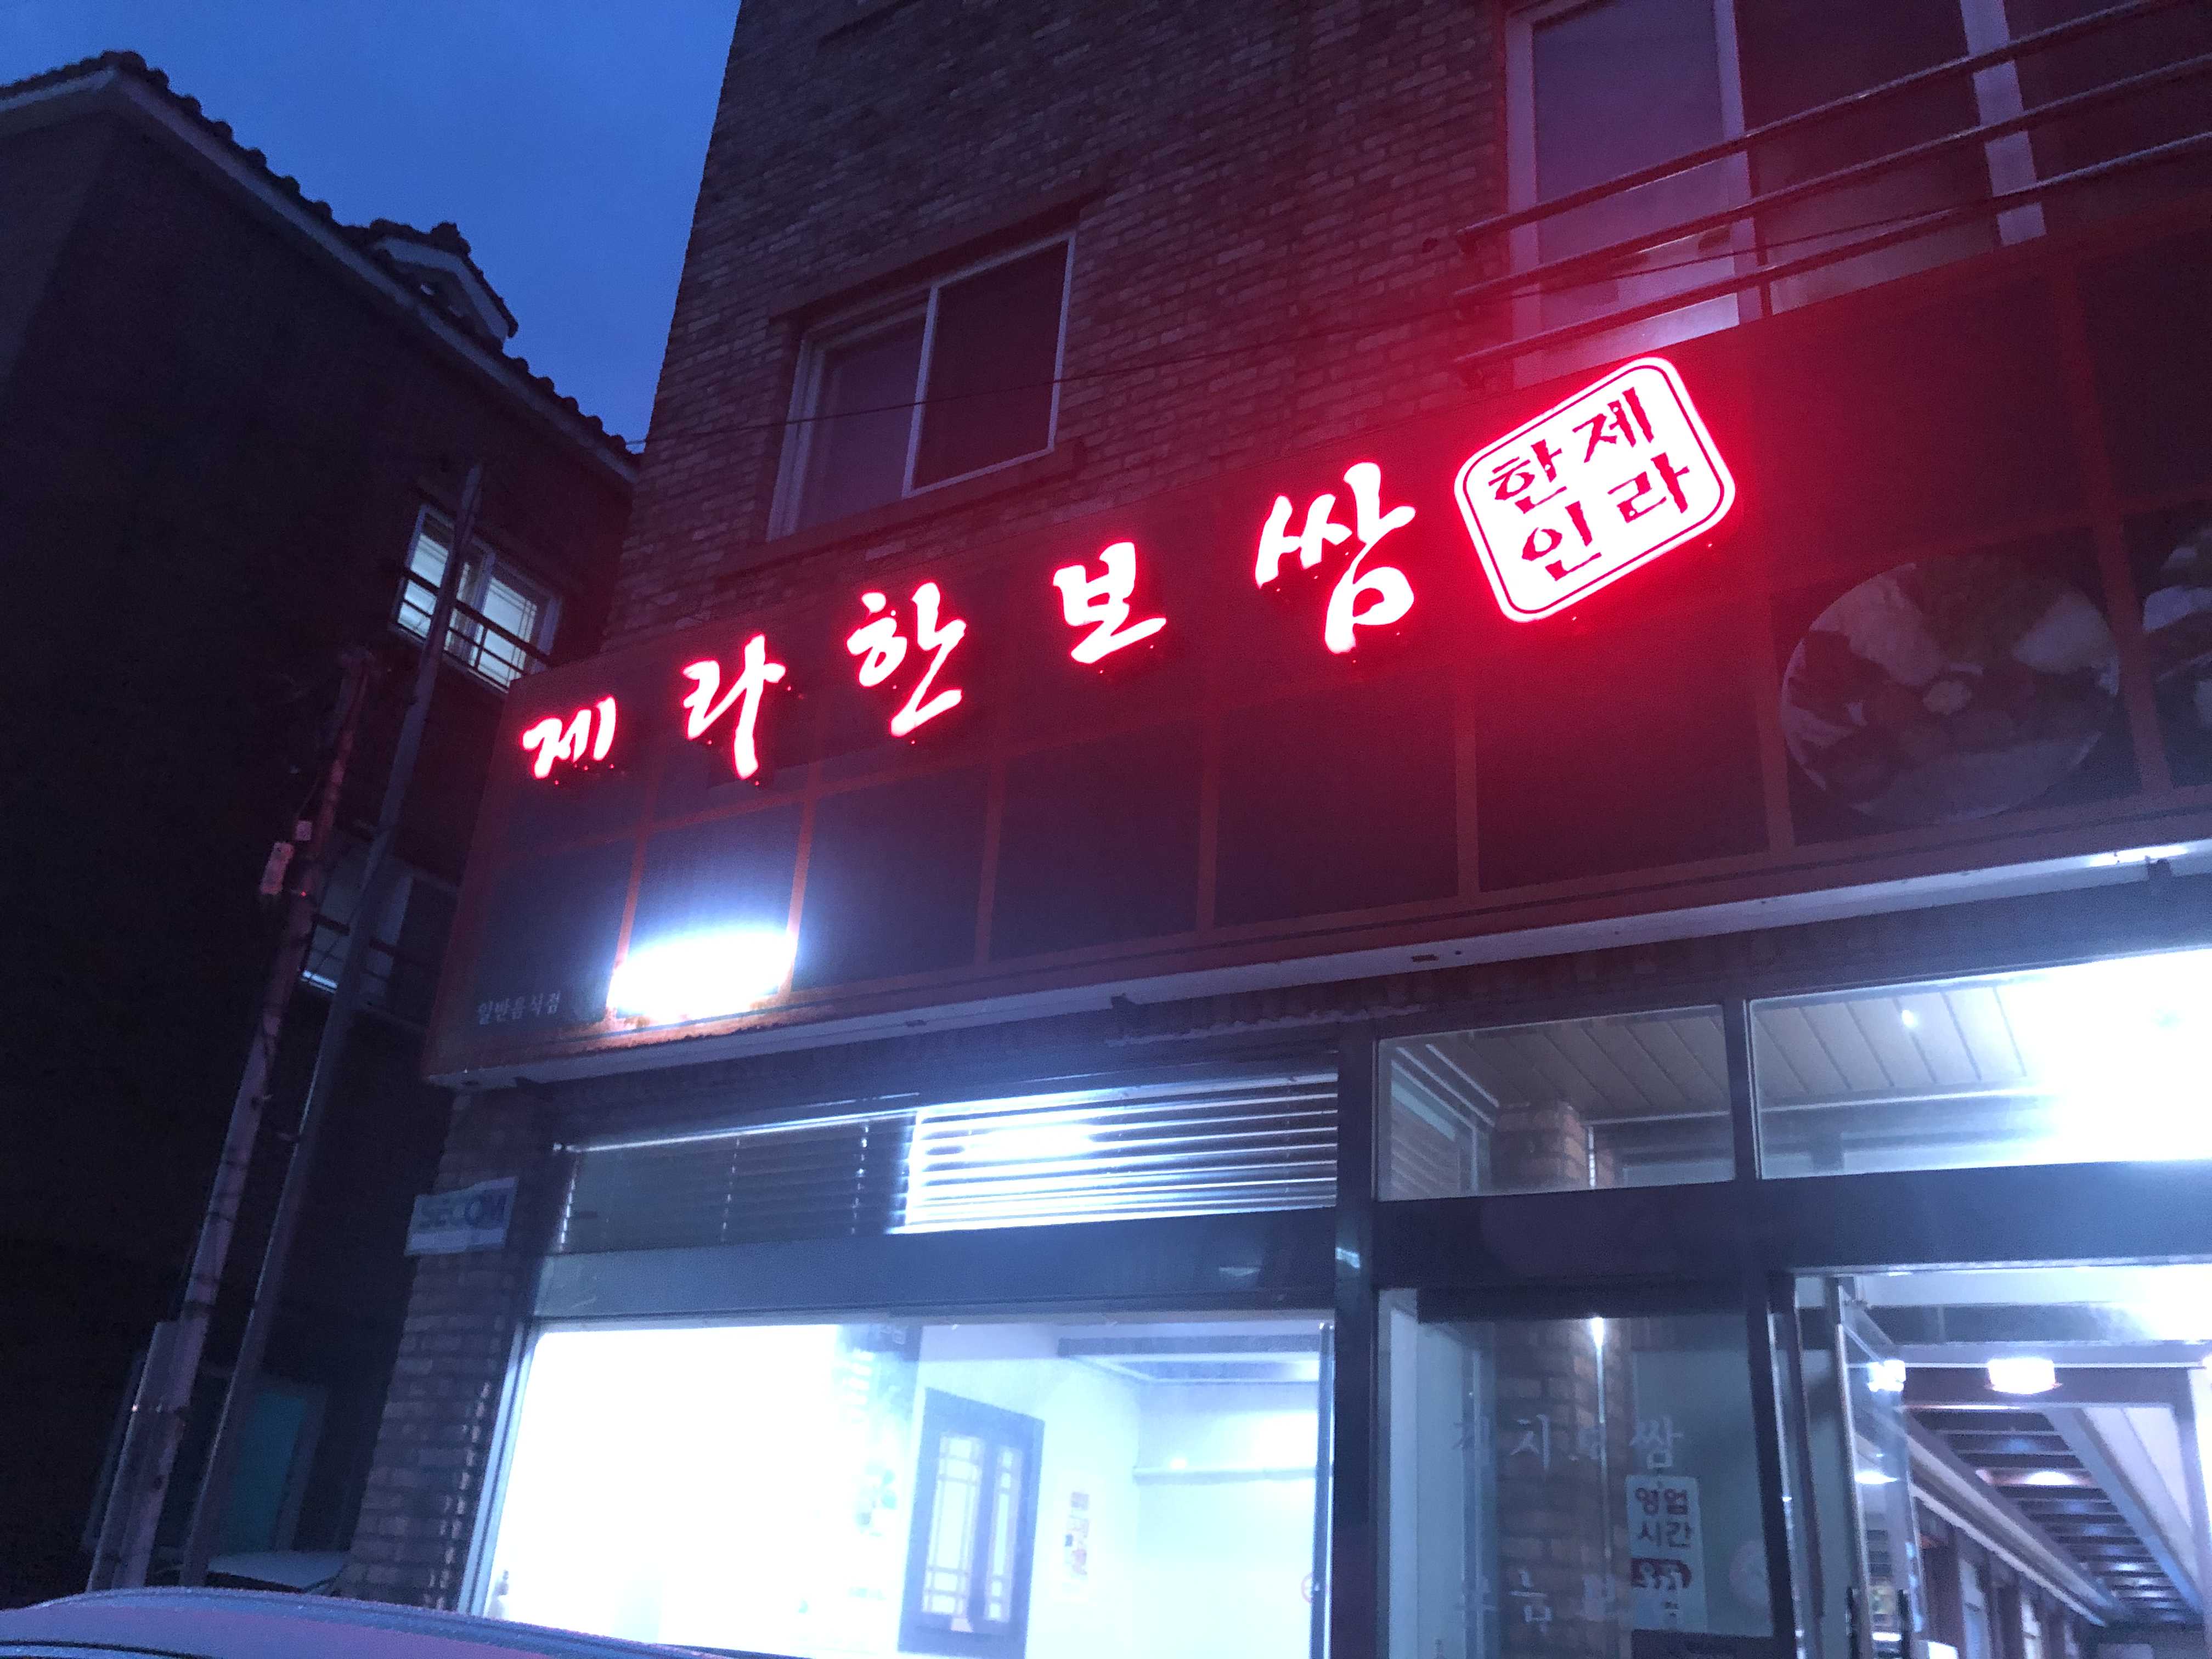 제라한보쌈
한제
인라
일반음식점
SECOM
영업
시간